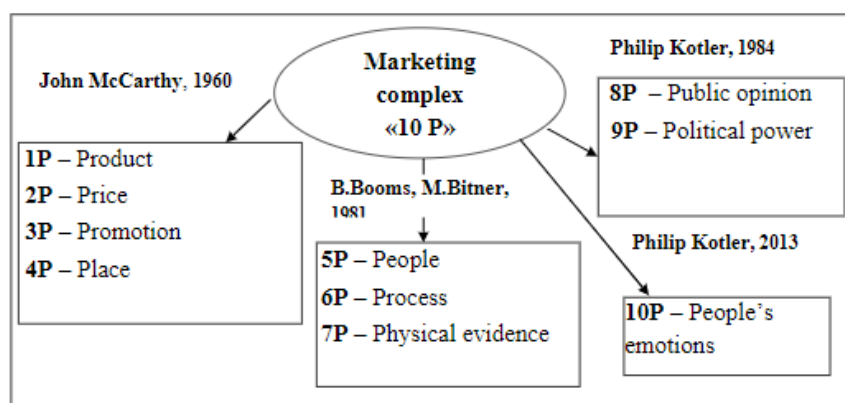 Marketing
complex
«10 P»
John McCarthy, 1960
1P – Product
2P – Price
3P – Promotion
4P – Place
B.Booms, M.Bitner,
1981
5P – People
6P – Process
7P – Physical evidence
Philip Kotler, 1984
8P – Public opinion
9P – Political power
Philip Kotler, 2013
10P – People’s
emotions